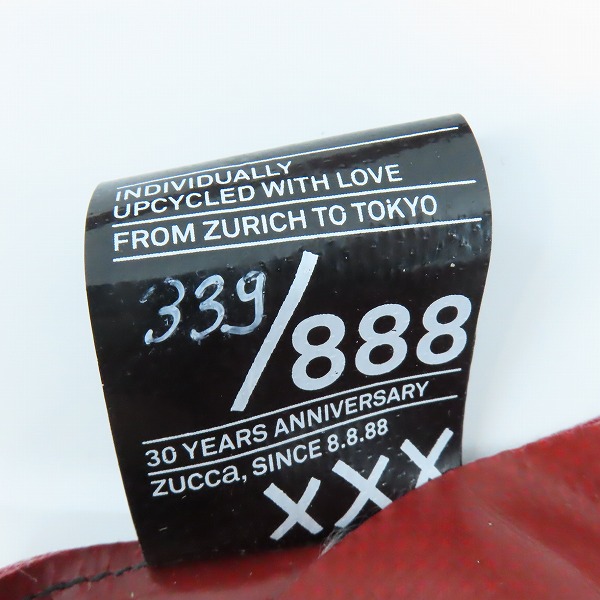 INDIVIDUALLY
UPCYCLED WITH LOVE
FROM ZURICH TO TOKYO
339/888
30 YEARS ANNIVERSARY
ZUCCa, SINCE 8.8.88
XXX